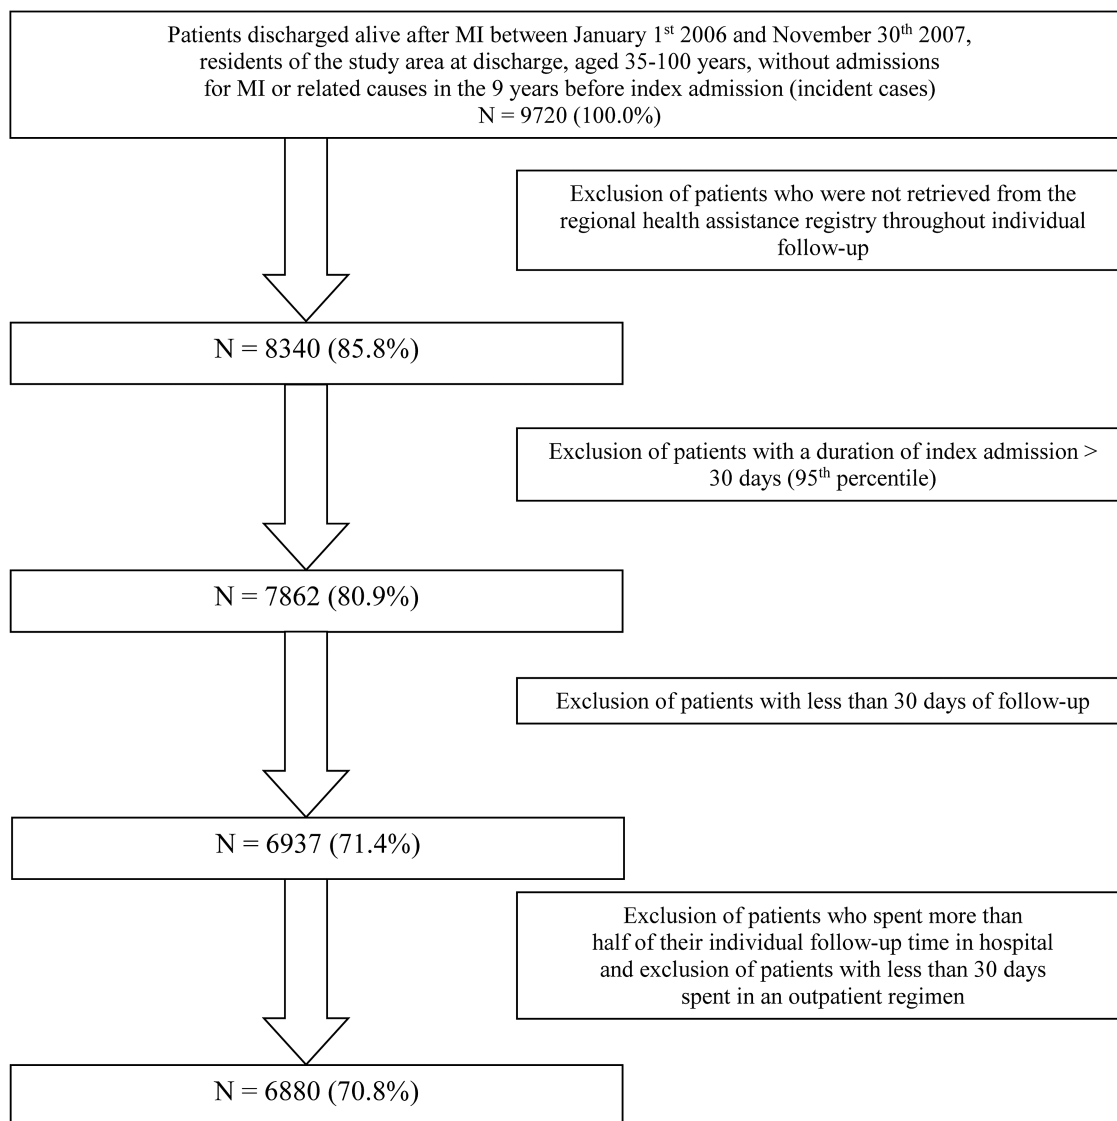 Patients discharged alive after MI between January 1st 2006 and November 30th 2007,
residents of the study area at discharge, aged 35-100 years, without admissions
for MI or related causes in the 9 years before index admission (incident cases)
N = 9720 (100.0%)
Exclusion of patients who were not retrieved from the
regional health assistance registry throughout individual
follow-up
N = 8340 (85.8%)
Exclusion of patients with a duration of index admission >
30 days (95th percentile)
N = 7862 (80.9%)
Exclusion of patients with less than 30 days of follow-up
N = 6937 (71.4%)
Exclusion of patients who spent more than
half of their individual follow-up time in hospital
and exclusion of patients with less than 30 days
spent in an outpatient regimen
N = 6880 (70.8%)